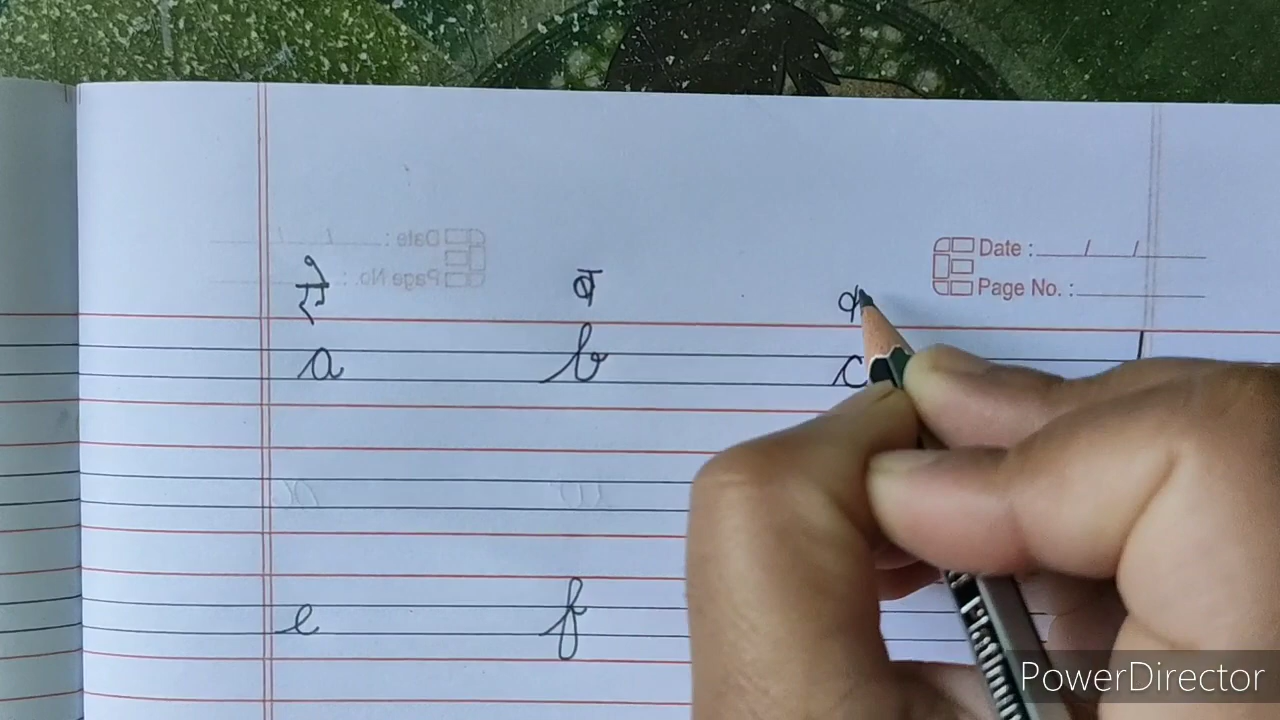 Date : / /
Page No. :
ऐ ब
a b c
e f
PowerDirector